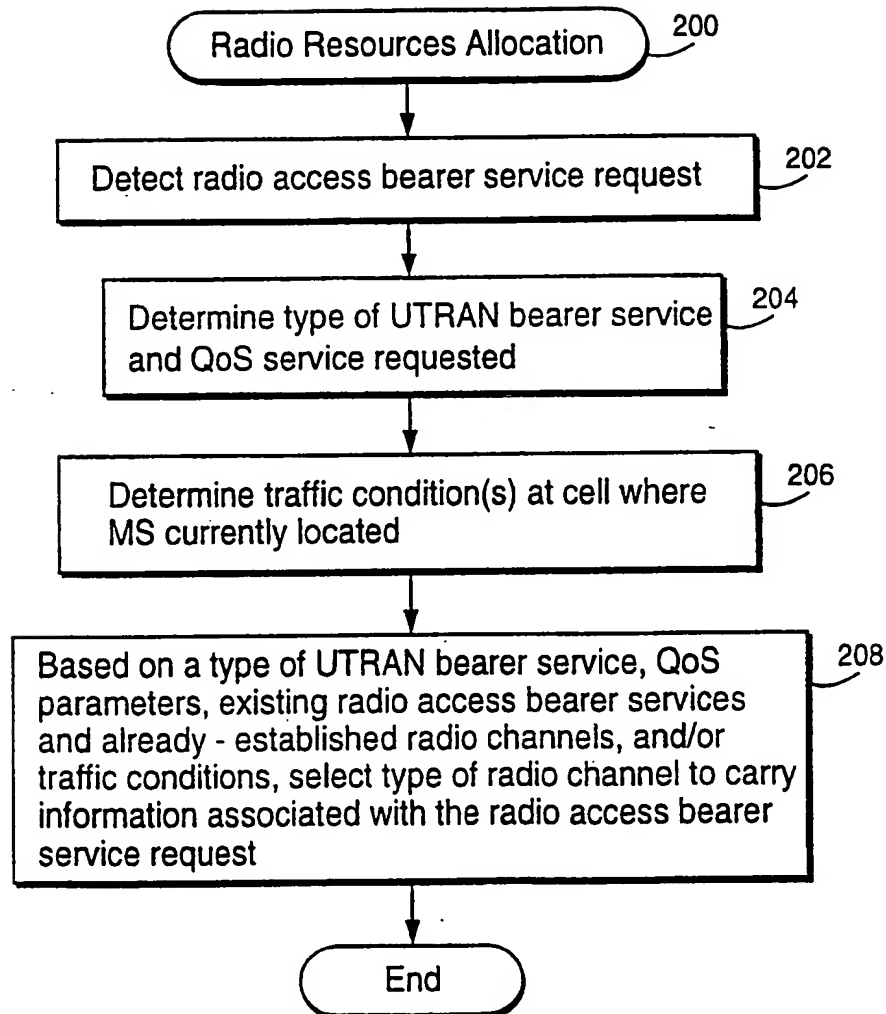 Radio Resources Allocation
200
Detect radio access bearer service request
202
Determine type of UTRAN bearer service
and QoS service requested
204
Determine traffic condition(s) at cell where
MS currently located
206
Based on a type of UTRAN bearer service, QoS
parameters, existing radio access bearer services
and already - established radio channels, and/or
traffic conditions, select type of radio channel to carry
information associated with the radio access bearer
service request
208
End